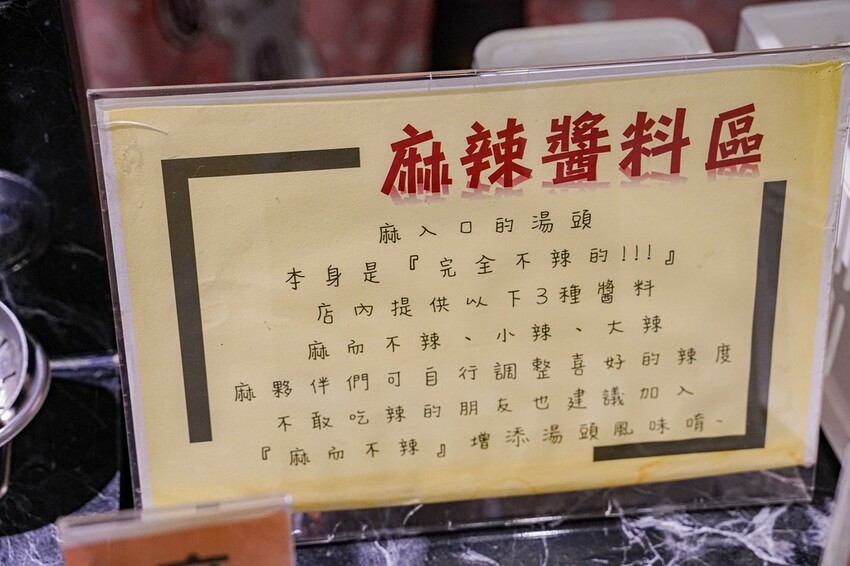 麻辣醬料區
麻入口的湯頭
本身是『完全不辣的!!!』
店內提供以下3種醬料
麻而不辣、小辣、大辣
麻夥伴們可自行調整喜好的辣度
不敢吃辣的朋友也建議加入
『麻而不辣』增添湯頭風味唷~